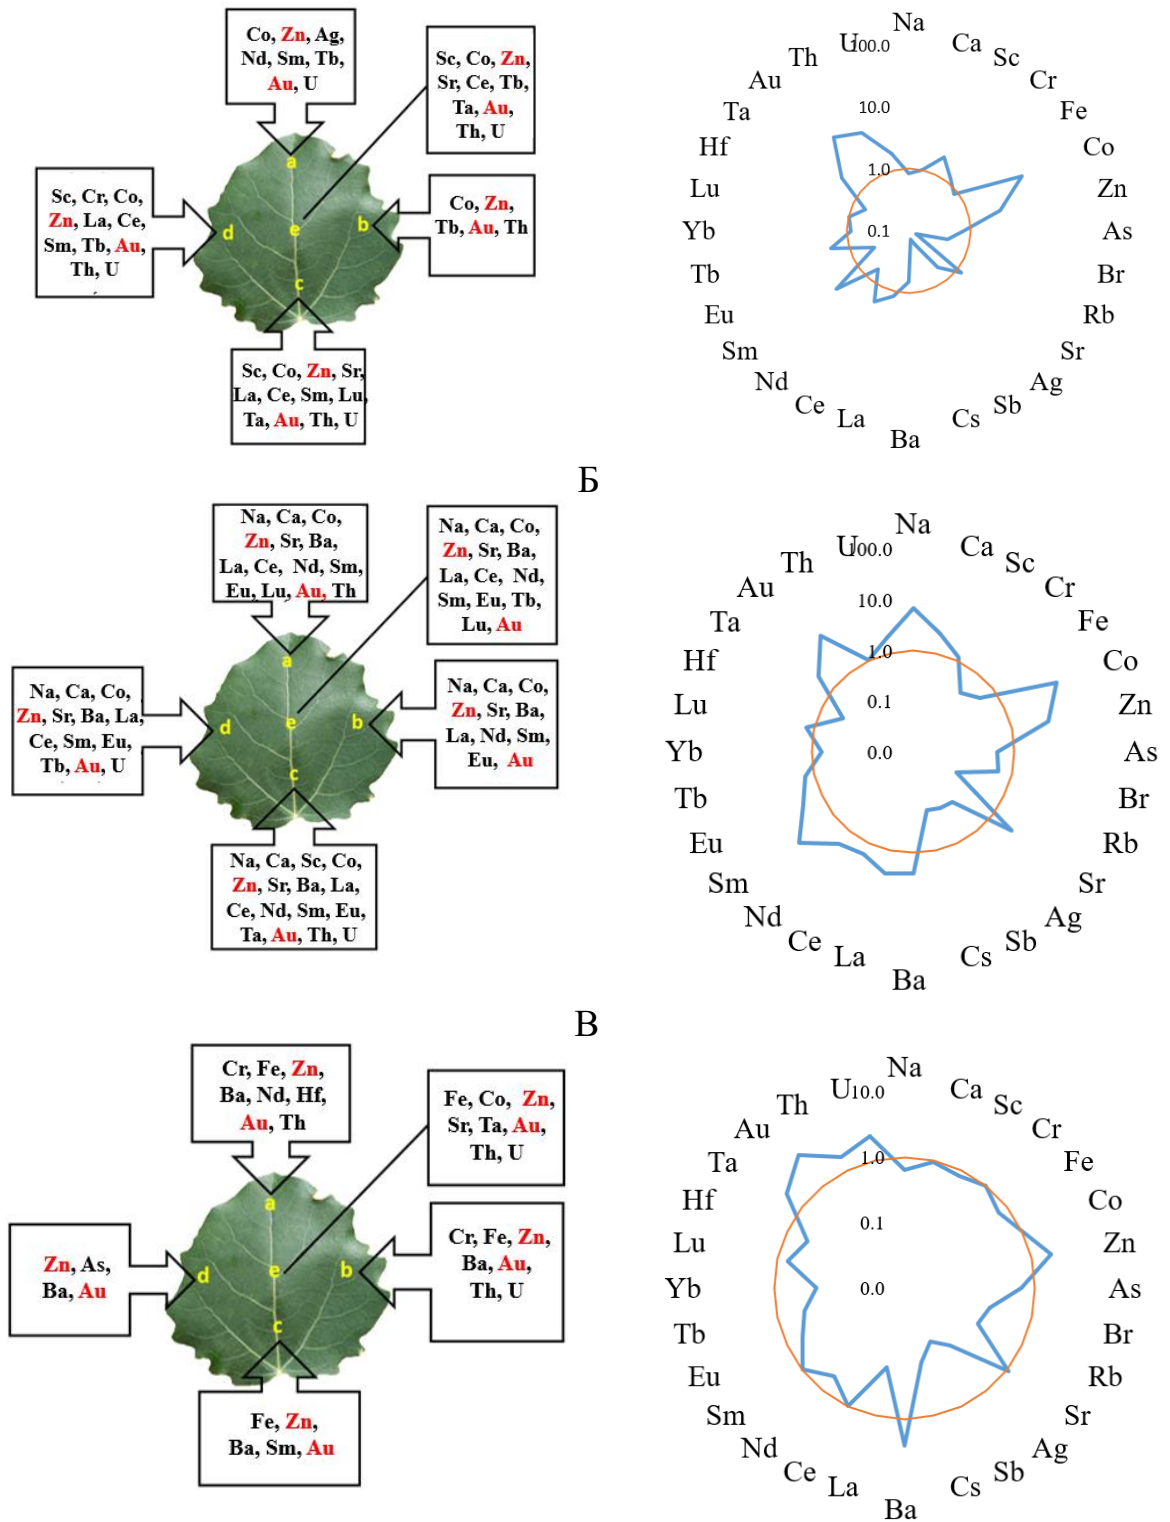 Co, Zn, Ag,
Nd, Sm, Tb,
Au, U
Sc, Co, Zn,
Sr, Ce, Tb,
Ta, Au,
Th, U
Sc, Cr, Co,
Zn, La, Ce,
Sm, Tb, Au,
Th, U
Co, Zn,
Tb, Au, Th
Sc, Co, Zn, Sr,
La, Ce, Sm, Lu,
Ta, Au, Th, U
a
b
c
d
e
Na
Ca
Sc
Cr
Fe
Co
Zn
As
Br
Rb
Sr
Ag
Sb
Cs
Ba
La
Ce
Nd
Sm
Eu
Tb
Yb
Lu
Hf
Ta
Au
Th
U
100.0
10.0
1.0
0.1
Б
Na, Ca, Co,
Zn, Sr, Ba,
La, Ce, Nd, Sm,
Eu, Lu, Au, Th
Na, Ca, Co,
Zn, Sr, Ba,
La, Ce, Nd,
Sm, Eu, Tb,
Lu, Au
Na, Ca, Co,
Zn, Sr, Ba, La,
Ce, Sm, Eu,
Tb, Au, U
Na, Ca, Co,
Zn, Sr, Ba,
La, Nd, Sm,
Eu, Au
Na, Ca, Sc, Co,
Zn, Sr, Ba, La,
Ce, Nd, Sm, Eu,
Ta, Au, Th, U
a
b
c
d
e
Na
Ca
Sc
Cr
Fe
Co
Zn
As
Br
Rb
Sr
Ag
Sb
Cs
Ba
La
Ce
Nd
Sm
Eu
Tb
Yb
Lu
Hf
Ta
Au
Th
U
100.0
10.0
1.0
0.1
0.0
В
Cr, Fe, Zn,
Ba, Nd, Hf,
Au, Th
Fe, Co, Zn,
Sr, Ta, Au,
Th, U
Zn, As,
Ba, Au
Cr, Fe, Zn,
Ba, Au,
Th, U
Fe, Zn,
Ba, Sm, Au
a
b
c
d
e
Na
Ca
Sc
Cr
Fe
Co
Zn
As
Br
Rb
Sr
Ag
Sb
Cs
Ba
La
Ce
Nd
Sm
Eu
Tb
Yb
Lu
Hf
Ta
Au
Th
U
10.0
1.0
0.1
0.0